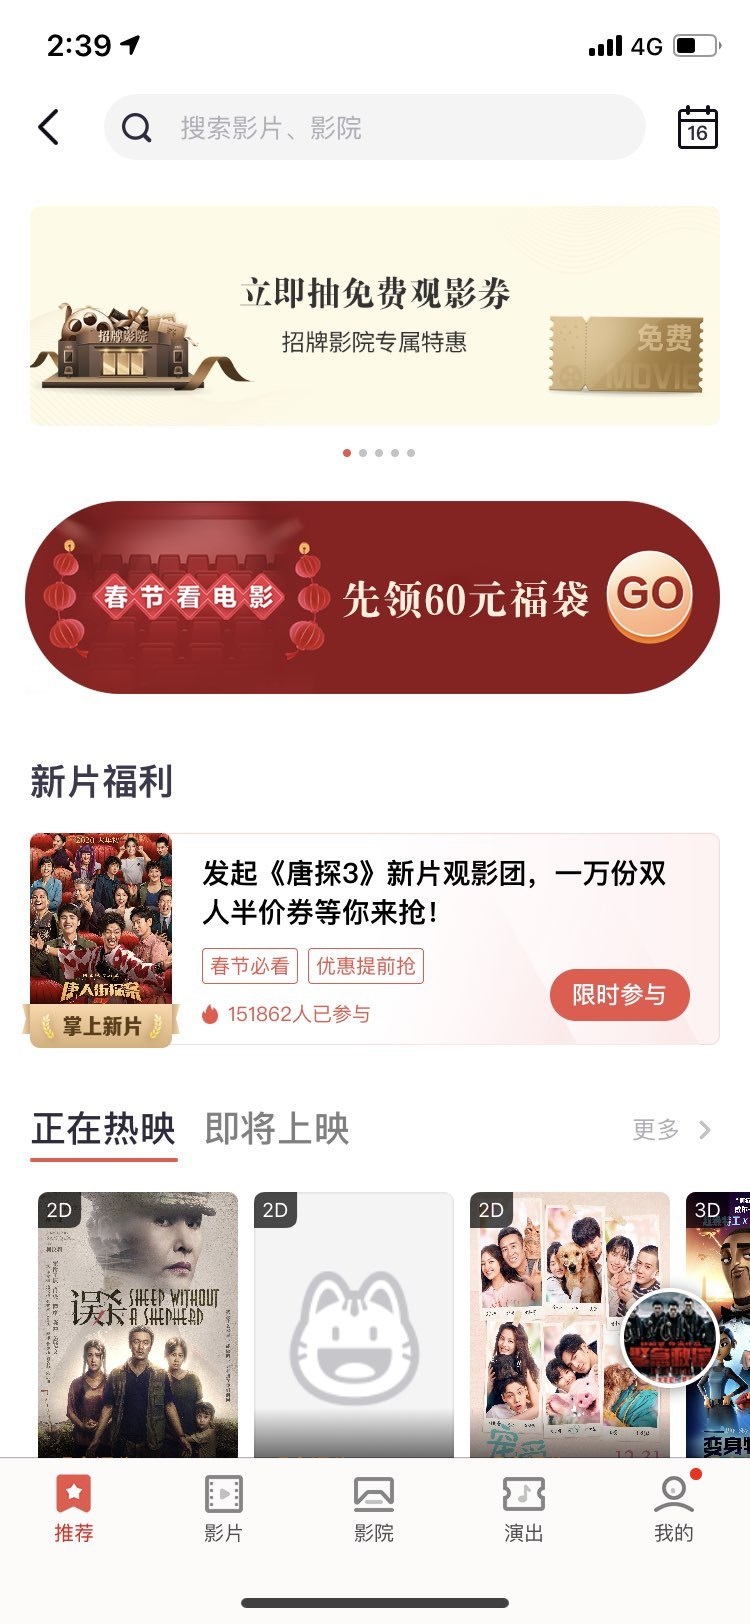 2:39
4G
搜索影片、影院
16
立即抽免费观影券
招牌影院专属特惠
招牌影院
免费
MOVIE
春节看电影
先领60元福袋
GO
新片福利
发起《唐探3》新片观影团，一万份双
人半价券等你来抢！
春节必看
优惠提前抢
151862人已参与
限时参与
唐人街探案
掌上新片
正在热映
即将上映
更多
2D
误杀
SHEEP WITHOUT
A SHEPHERD
2D
2D
宠爱
12.31
3D
变身特
推荐
影片
影院
演出
我的